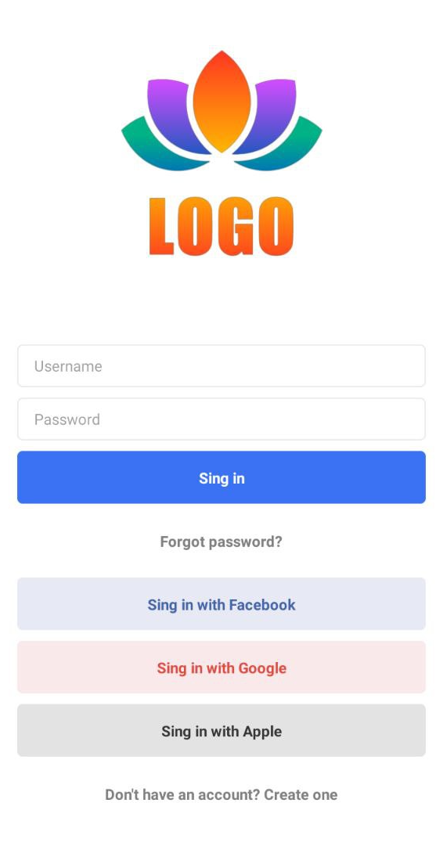 LOGO
Username
Password
Sing in
Forgot password?
Sing in with Facebook
Sing in with Google
Sing in with Apple
Don't have an account? Create one